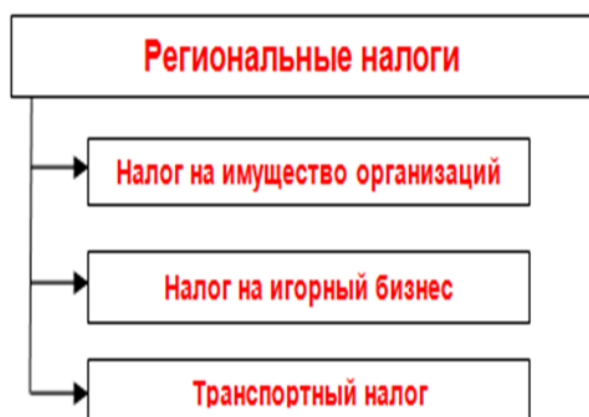 Региональные налоги
Налог на имущество организаций
Налог на игорный бизнес
Транспортный налог